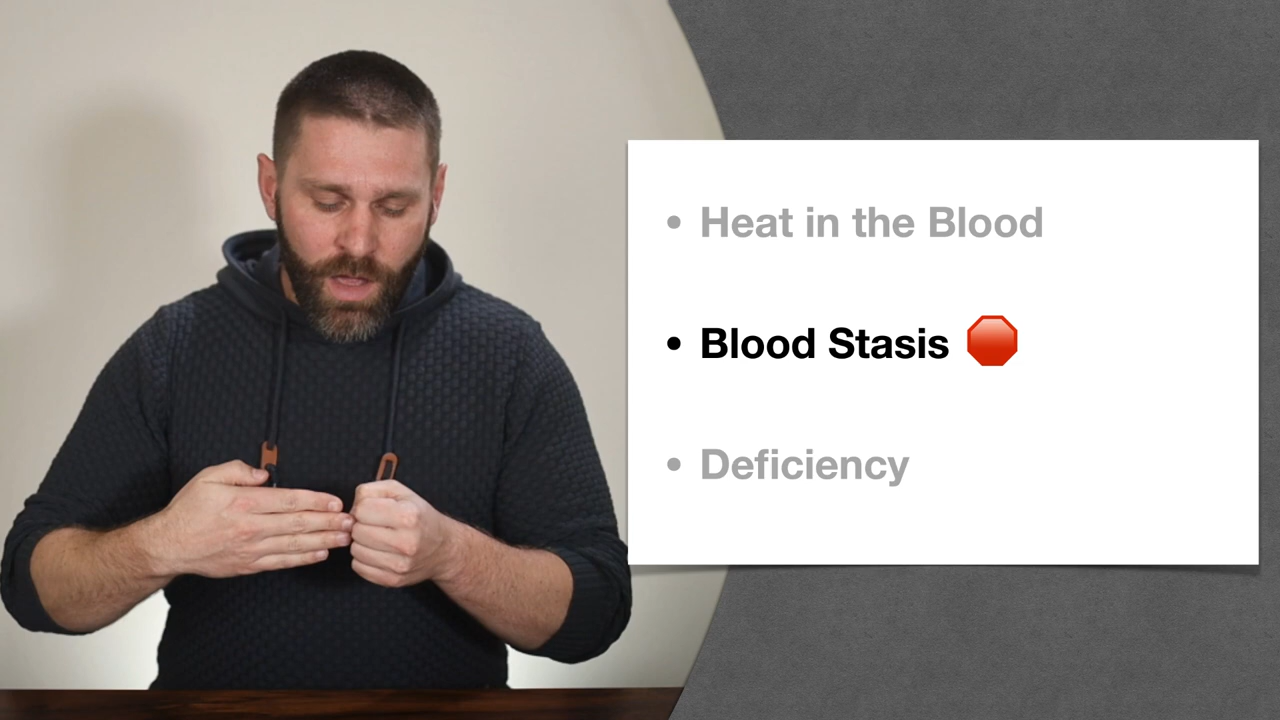 • Heat in the Blood
• Blood Stasis 🛑
• Deficiency